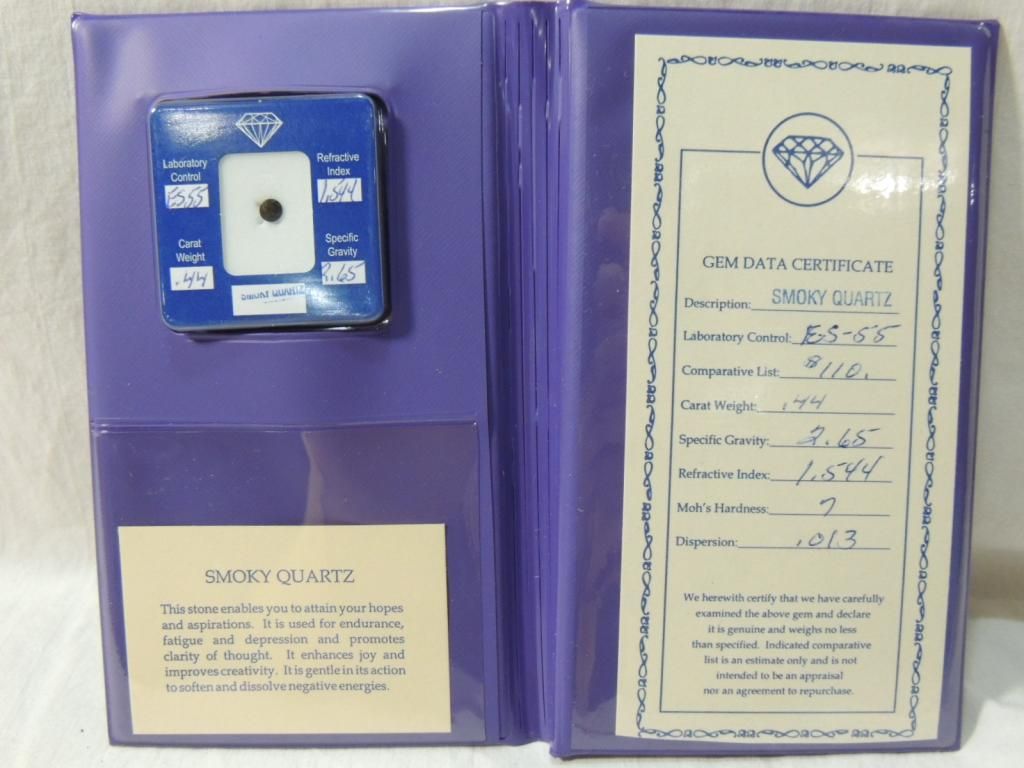 Laboratory
Control
ES55
Refractive
Index
1.544
Carat
Weight
.44
Specific
Gravity
2.65
SMOKY QUARTZ
SMOKY QUARTZ
This stone enables you to attain your hopes
and aspirations. It is used for endurance,
fatigue and depression and promotes
clarity of thought. It enhances joy and
improves creativity. It is gentle in its action
to soften and dissolve negative energies.
GEM DATA CERTIFICATE
Description: SMOKY QUARTZ
Laboratory Control: ES-55
Comparative List: $110.
Carat Weight: .44
Specific Gravity: 2.65
Refractive Index: 1.544
Moh's Hardness: 7
Dispersion: .013
We herewith certify that we have carefully
examined the above gem and declare
it is genuine and weighs no less
than specified. Indicated comparative
list is an estimate only and is not
intended to be an appraisal
nor an agreement to repurchase.